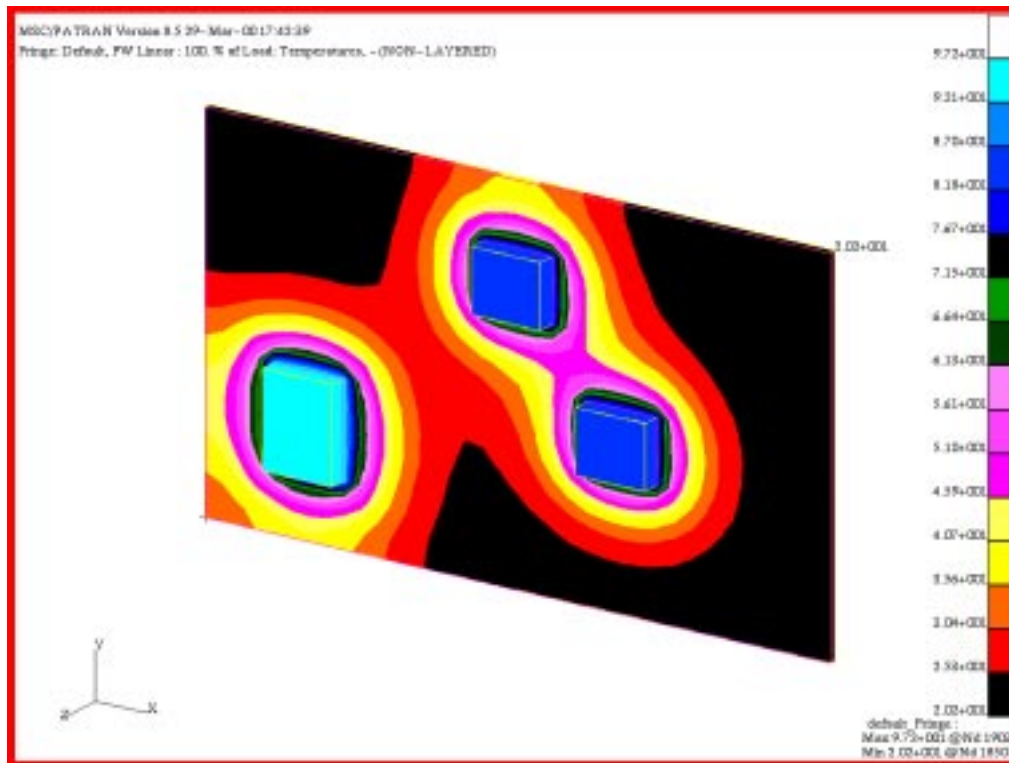 MSC/PATRAN Version 8.5 29-Mar-00 17:43:39
Fringe: Default, PW Linear : 100. % of Load: Temperatures, -(NON-LAYERED)
9.72+001
9.21+001
8.70+001
8.18+001
7.67+001
7.15+001
6.64+001
6.13+001
5.61+001
5.10+001
4.59+001
4.07+001
3.56+001
3.04+001
2.53+001
2.02+001
2.02+001
y
z
x
default_Fringe :
Max 9.72+001 @Nd 1902
Min 2.02+001 @Nd 1850